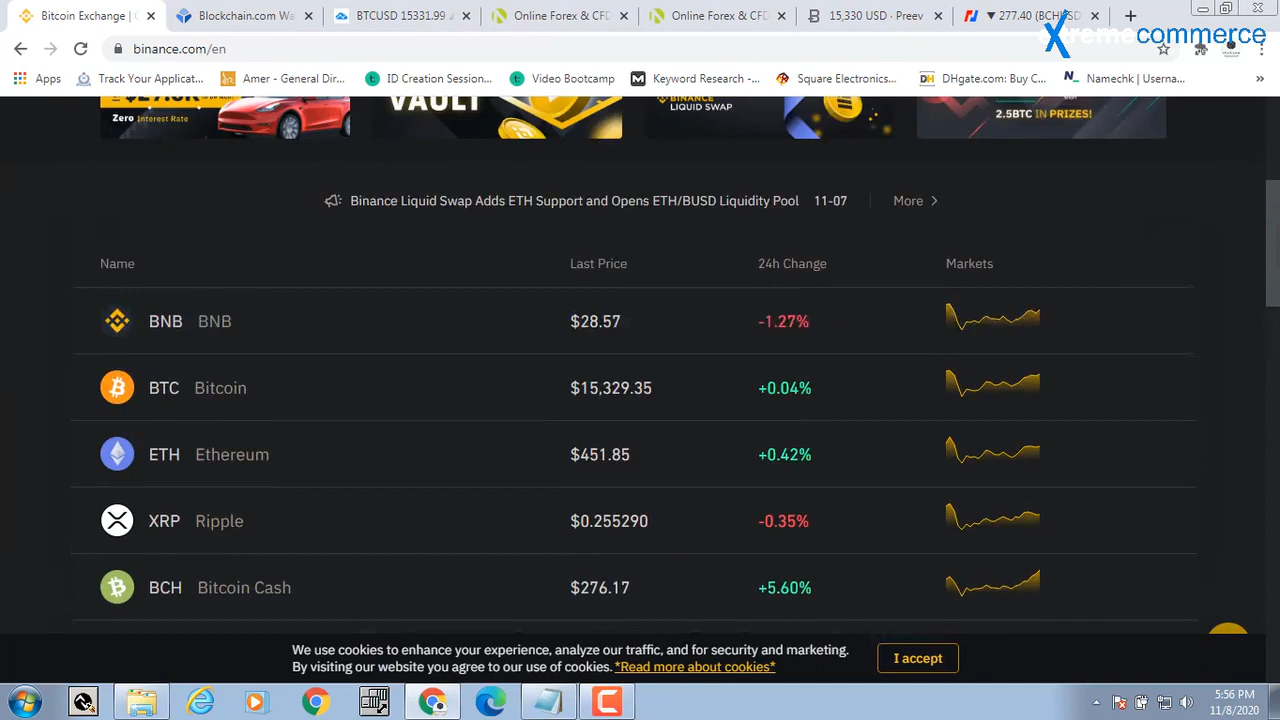 Bitcoin Exchange | C
Blockchain.com Wa
BTCUSD 15331.99
Online Forex & CFD
Online Forex & CFD
15,330 USD - Preev
▼ 277.40 (BCHUSD
extremecommerce
binance.com/en
Apps
Track Your Applicat...
Amer - General Dir...
ID Creation Session...
Video Bootcamp
Keyword Research -...
Square Electronics...
DHgate.com: Buy C...
Namechk | Userna...
»
Zero Interest Rate
VAULT
BINANCE
LIQUID SWAP
2.5BTC IN PRIZES!
Binance Liquid Swap Adds ETH Support and Opens ETH/BUSD Liquidity Pool 11-07 More
Name Last Price 24h Change Markets
BNB BNB $28.57 -1.27%
BTC Bitcoin $15,329.35 +0.04%
ETH Ethereum $451.85 +0.42%
XRP Ripple $0.255290 -0.35%
BCH Bitcoin Cash $276.17 +5.60%
We use cookies to enhance your experience, analyze our traffic, and for security and marketing.
By visiting our website you agree to our use of cookies. *Read more about cookies*
I accept
5:56 PM
11/8/2020